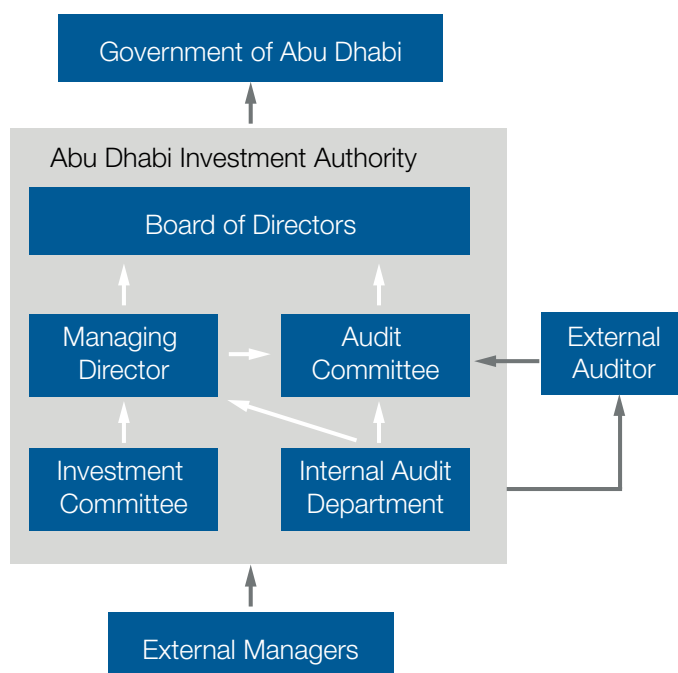 Government of Abu Dhabi
Abu Dhabi Investment Authority
Board of Directors
Managing
Director
Audit
Committee
External
Auditor
Investment
Committee
Internal Audit
Department
External Managers